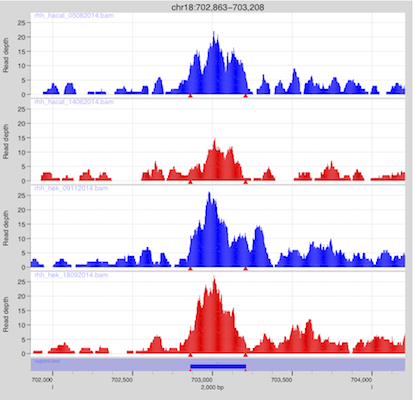 chr18:702,863−703,208
rhh_hacat_05082014.bam
25
20
15
10
5
0
Read depth
rhh_hacat_14082014.bam
25
20
15
10
5
0
Read depth
rhh_hek_09112014.bam
25
20
15
10
5
0
Read depth
rhh_hek_18092014.bam
25
20
15
10
5
0
Read depth
702,000 702,500 703,000 703,500 704,000
2,000 bp